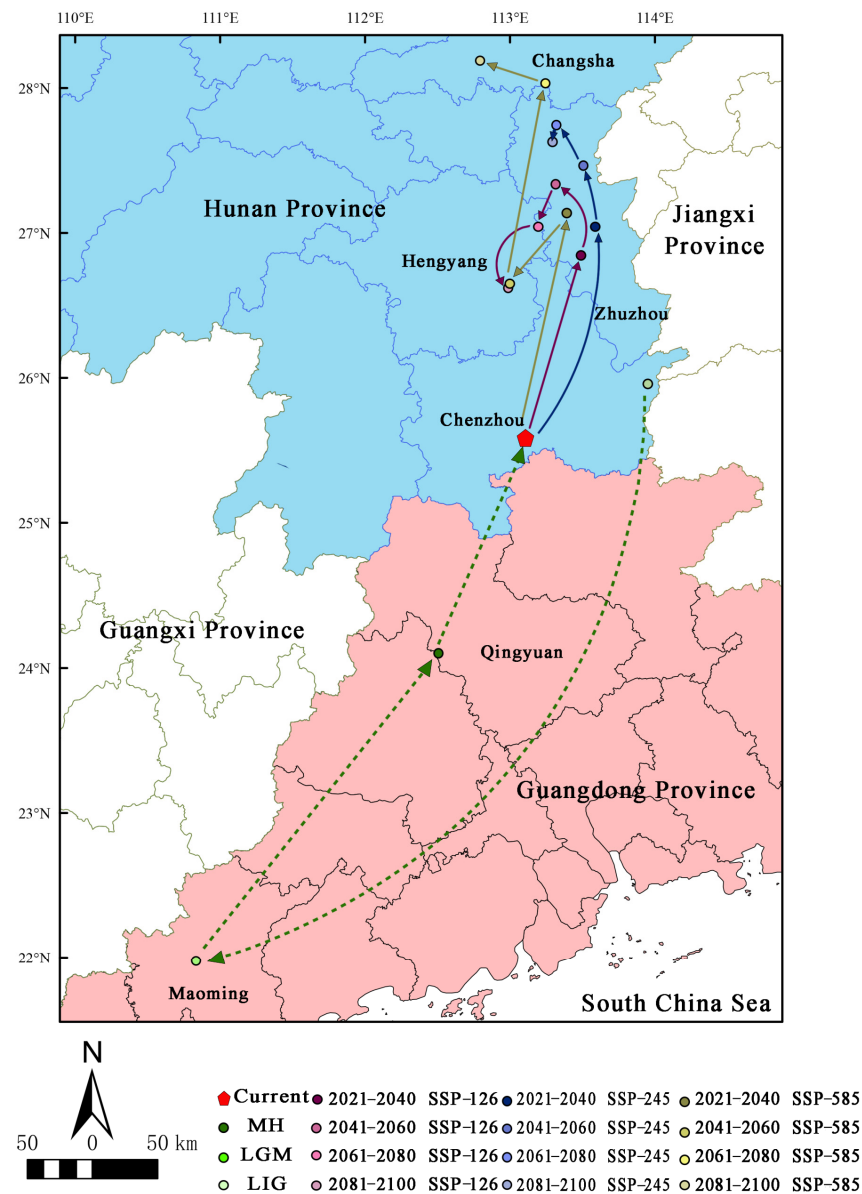 110°E 111°E 112°E 113°E 114°E
28°N
Changsha
Hunan Province
Jiangxi
Province
27°N
Hengyang
Zhuzhou
26°N
Chenzhou
25°N
Guangxi Province
Qingyuan
24°N
Guangdong Province
23°N
22°N
Maoming
South China Sea
N
50 0 50 km
Current 2021-2040 SSP-126 2021-2040 SSP-245 2021-2040 SSP-585
MH 2041-2060 SSP-126 2041-2060 SSP-245 2041-2060 SSP-585
LGM 2061-2080 SSP-126 2061-2080 SSP-245 2061-2080 SSP-585
LIG 2081-2100 SSP-126 2081-2100 SSP-245 2081-2100 SSP-585